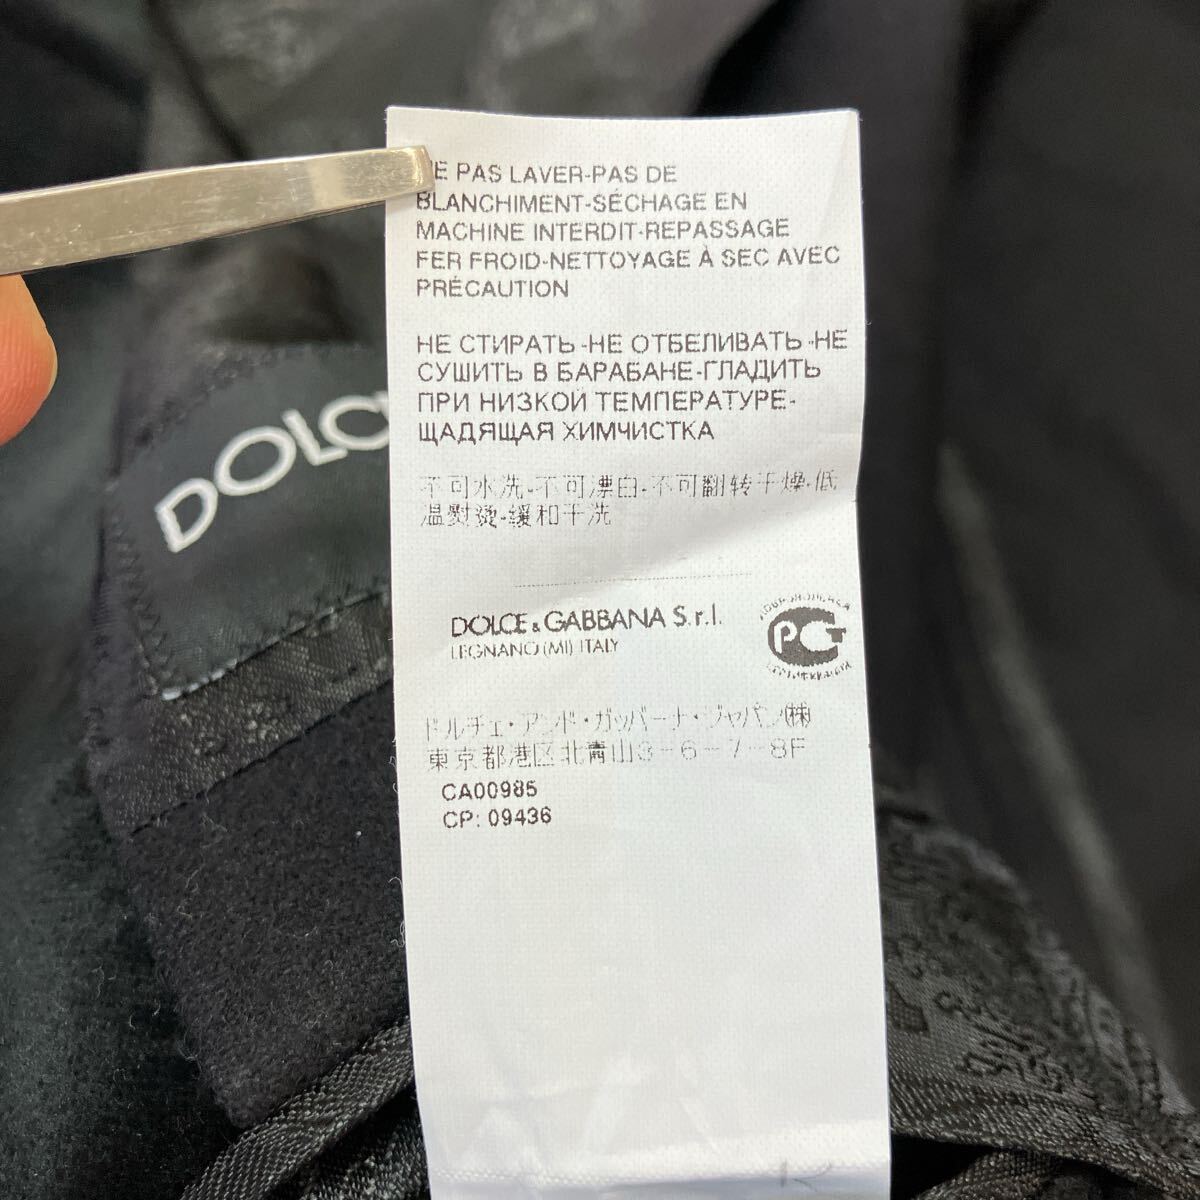 PAS LAVER-PAS DE
BLANCHIMENT-SÉCHAGE EN
MACHINE INTERDIT-REPASSAGE
FER FROID-NETTOYAGE À SEC AVEC
PRÉCAUTION
НЕ СТИРАТЬ-НЕ ОТБЕЛИВАТЬ-НЕ
СУШИТЬ В БАРАБАНЕ-ГЛАДИТЬ
ПРИ НИЗКОЙ ТЕМПЕРАТУРЕ-
ЩАДЯЩАЯ ХИМЧИСТКА
不可水洗-不可漂白-不可翻转干燥-低
温熨烫-缓和干洗
DOLCE & GABBANA S.r.l.
LEGNANO (MI) ITALY
PG
ドルチェ・アンド・ガッバーナ・ジャパン(株)
東京都港区北青山3-6-7-8F
CA00985
CP: 09436